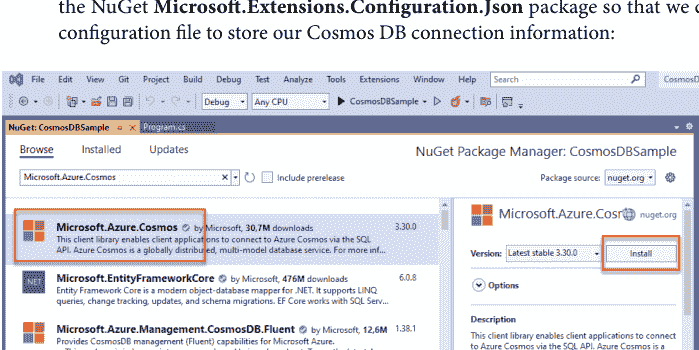 the NuGet Microsoft.Extensions.Configuration.Json package so that we c
configuration file to store our Cosmos DB connection information:
File Edit View Git Project Build Debug Test Analyze Tools Extensions Window Help Search CosmosD
Debug Any CPU CosmosDBSample
NuGet: CosmosDBSample Program.cs
Browse Installed Updates NuGet Package Manager: CosmosDBSample
Microsoft.Azure.Cosmos Include prerelease Package source: nuget.org
Microsoft.Azure.Cosmos by Microsoft, 30,7M downloads 3.30.0
This client library enables client applications to connect to Azure Cosmos via the SQL
API. Azure Cosmos is a globally distributed, multi-model database service. For more inf...
.NET Microsoft.EntityFrameworkCore by Microsoft, 476M downloads 6.0.8
Entity Framework Core is a modern object-database mapper for .NET. It supports LINQ
queries, change tracking, updates, and schema migrations. EF Core works with SQL Serv...
Microsoft.Azure.Management.CosmosDB.Fluent by Microsoft, 12,6M 1.38.1
Provides CosmosDB management (Fluent) capabilities for Microsoft Azure.
Microsoft.Azure.Cos nuget.org
Version: Latest stable 3.30.0 Install
Options
Description
This client library enables client applications to connect
to Azure Cosmos via the SQL API. Azure Cosmos is a